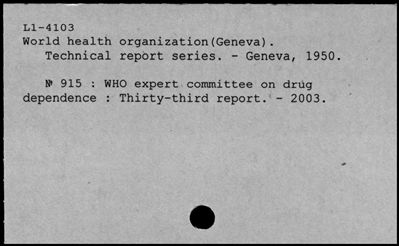 L1-4103
World health organization(Geneva).
Technical report series. - Geneva, 1950.
№ 915 : WHO expert committee on drug
dependence : Thirty-third report. - 2003.